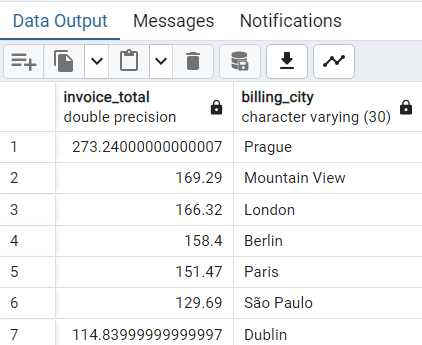 Data Output Messages Notifications
invoice_total billing_city
double precision character varying (30)
1 273.24000000000007 Prague
2 169.29 Mountain View
3 166.32 London
4 158.4 Berlin
5 151.47 Paris
6 129.69 São Paulo
7 114.83999999999997 Dublin